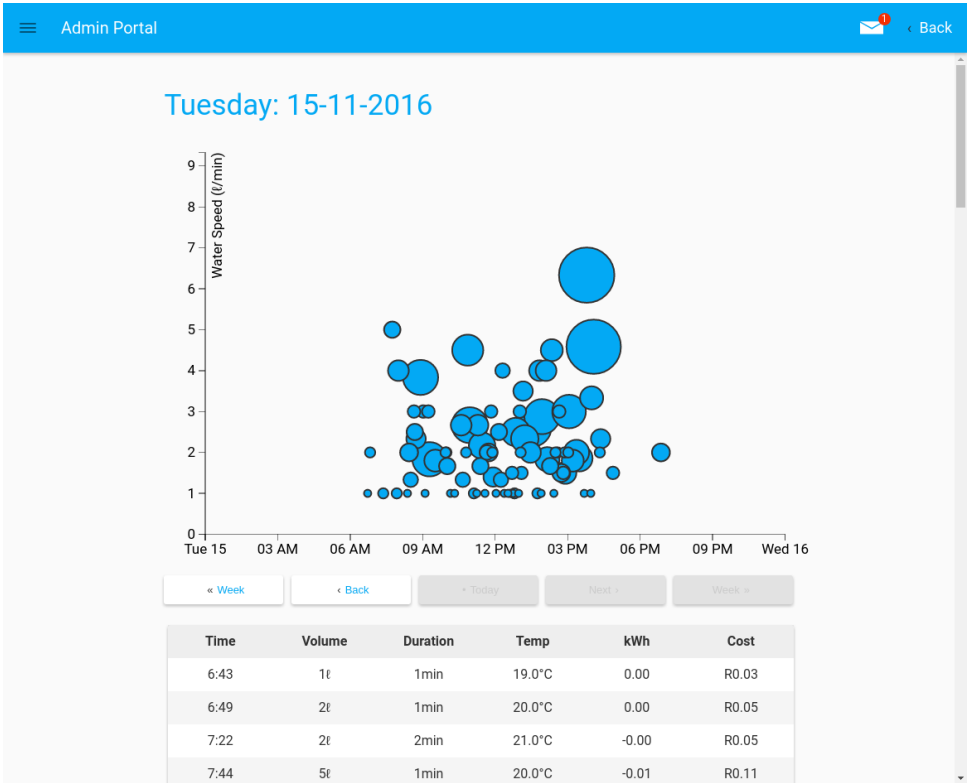 Admin Portal
1
‹ Back
Tuesday: 15-11-2016
Water Speed (ℓ/min)
9
8
7
6
5
4
3
2
1
0
Tue 15 03 AM 06 AM 09 AM 12 PM 03 PM 06 PM 09 PM Wed 16
« Week ‹ Back • Today Next › Week »
Time Volume Duration Temp kWh Cost
6:43 1ℓ 1min 19.0°C 0.00 R0.03
6:49 2ℓ 1min 20.0°C 0.00 R0.05
7:22 2ℓ 2min 21.0°C -0.00 R0.05
7:44 5ℓ 1min 20.0°C -0.01 R0.11